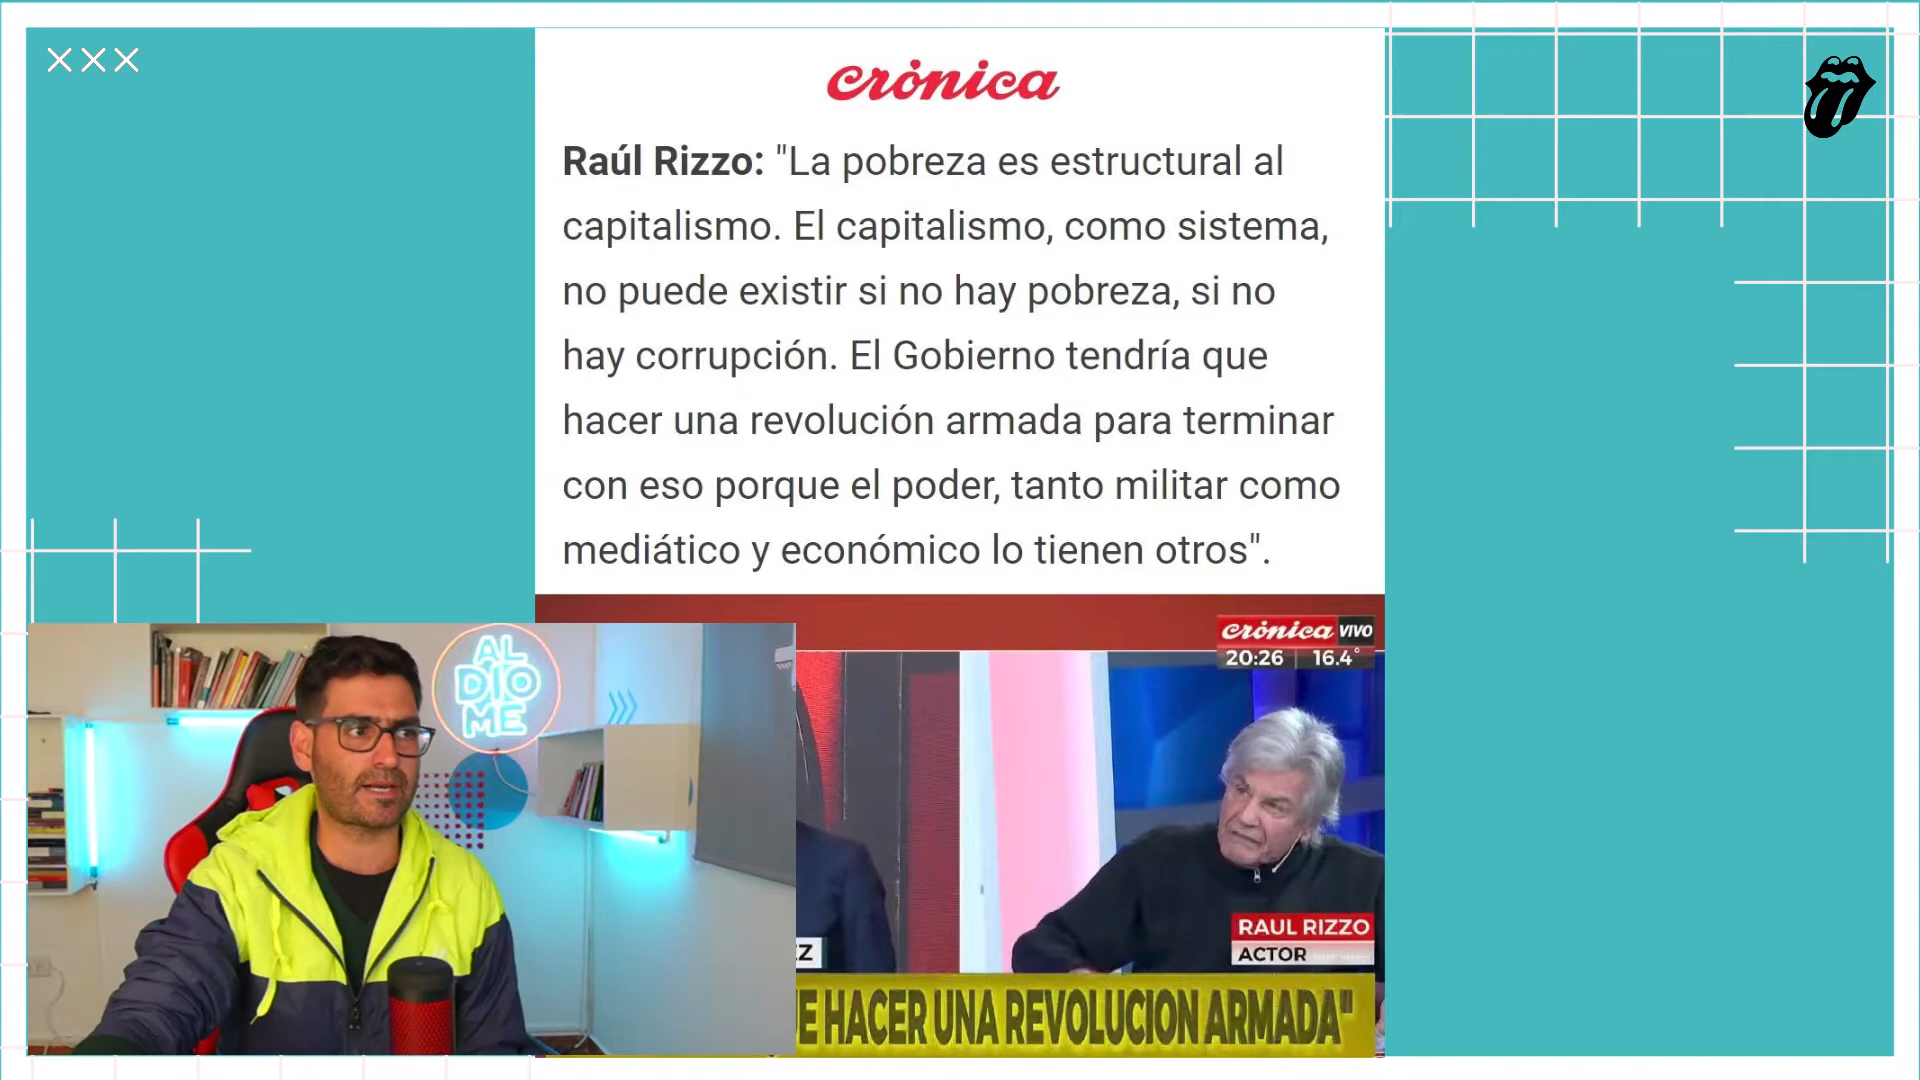 crónica
Raúl Rizzo: "La pobreza es estructural al
capitalismo. El capitalismo, como sistema,
no puede existir si no hay pobreza, si no
hay corrupción. El Gobierno tendría que
hacer una revolución armada para terminar
con eso porque el poder, tanto militar como
mediático y económico lo tienen otros".
crónica VIVO
20:26 16.4°
AL
DIO
ME
RAUL RIZZO
ACTOR
Z
E HACER UNA REVOLUCION ARMADA"